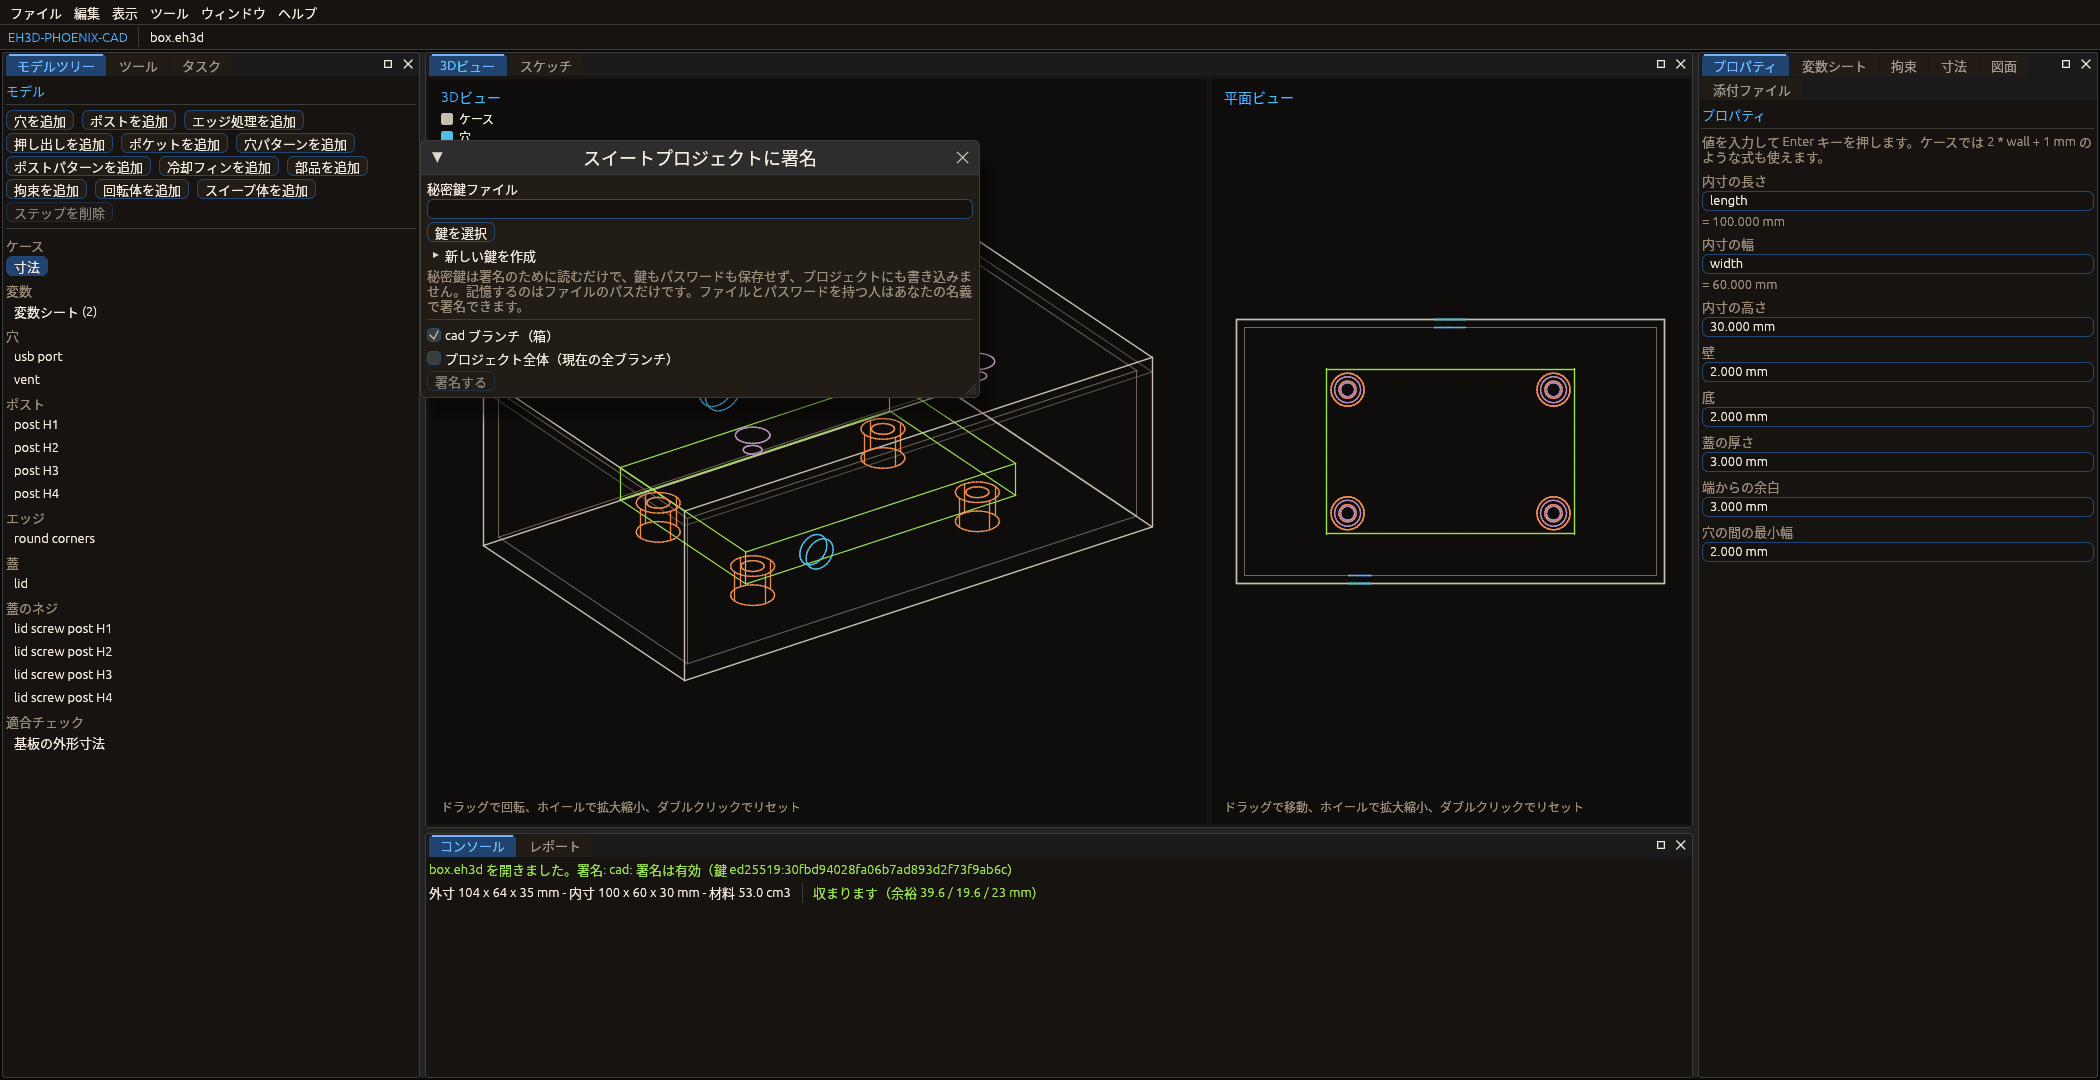 ファイル 編集 表示 ツール ウィンドウ ヘルプ
EH3D-PHOENIX-CAD box.eh3d
モデルツリー ツール タスク
モデル
穴を追加 ポストを追加 エッジ処理を追加
押し出しを追加 ポケットを追加 穴パターンを追加
ポストパターンを追加 冷却フィンを追加 部品を追加
拘束を追加 回転体を追加 スイープ体を追加
ステップを削除
ケース
寸法
変数
変数シート (2)
穴
usb port
vent
ポスト
post H1
post H2
post H3
post H4
エッジ
round corners
蓋
lid
蓋のネジ
lid screw post H1
lid screw post H2
lid screw post H3
lid screw post H4
適合チェック
基板の外形寸法
3Dビュー スケッチ
3Dビュー
ケース
穴
スイートプロジェクトに署名
秘密鍵ファイル
鍵を選択
新しい鍵を作成
秘密鍵は署名のために読むだけで、鍵もパスワードも保存せず、プロジェクトにも書き込みま
せん。記憶するのはファイルのパスだけです。ファイルとパスワードを持つ人はあなたの名義
で署名できます。
cad ブランチ（箱）
プロジェクト全体（現在の全ブランチ）
署名する
ドラッグで回転、ホイールで拡大縮小、ダブルクリックでリセット
平面ビュー
ドラッグで移動、ホイールで拡大縮小、ダブルクリックでリセット
コンソール レポート
box.eh3d を開きました。署名: cad: 署名は有効（鍵 ed25519:30fbd94028fa06b7ad893d2f73f9ab6c）
外寸 104 x 64 x 35 mm - 内寸 100 x 60 x 30 mm - 材料 53.0 cm3 収まります（余裕 39.6 / 19.6 / 23 mm）
プロパティ 変数シート 拘束 寸法 図面
添付ファイル
プロパティ
値を入力して Enter キーを押します。ケースでは 2 * wall + 1 mm の
ような式も使えます。
内寸の長さ
length
= 100.000 mm
内寸の幅
width
= 60.000 mm
内寸の高さ
30.000 mm
壁
2.000 mm
底
2.000 mm
蓋の厚さ
3.000 mm
端からの余白
3.000 mm
穴の間の最小幅
2.000 mm